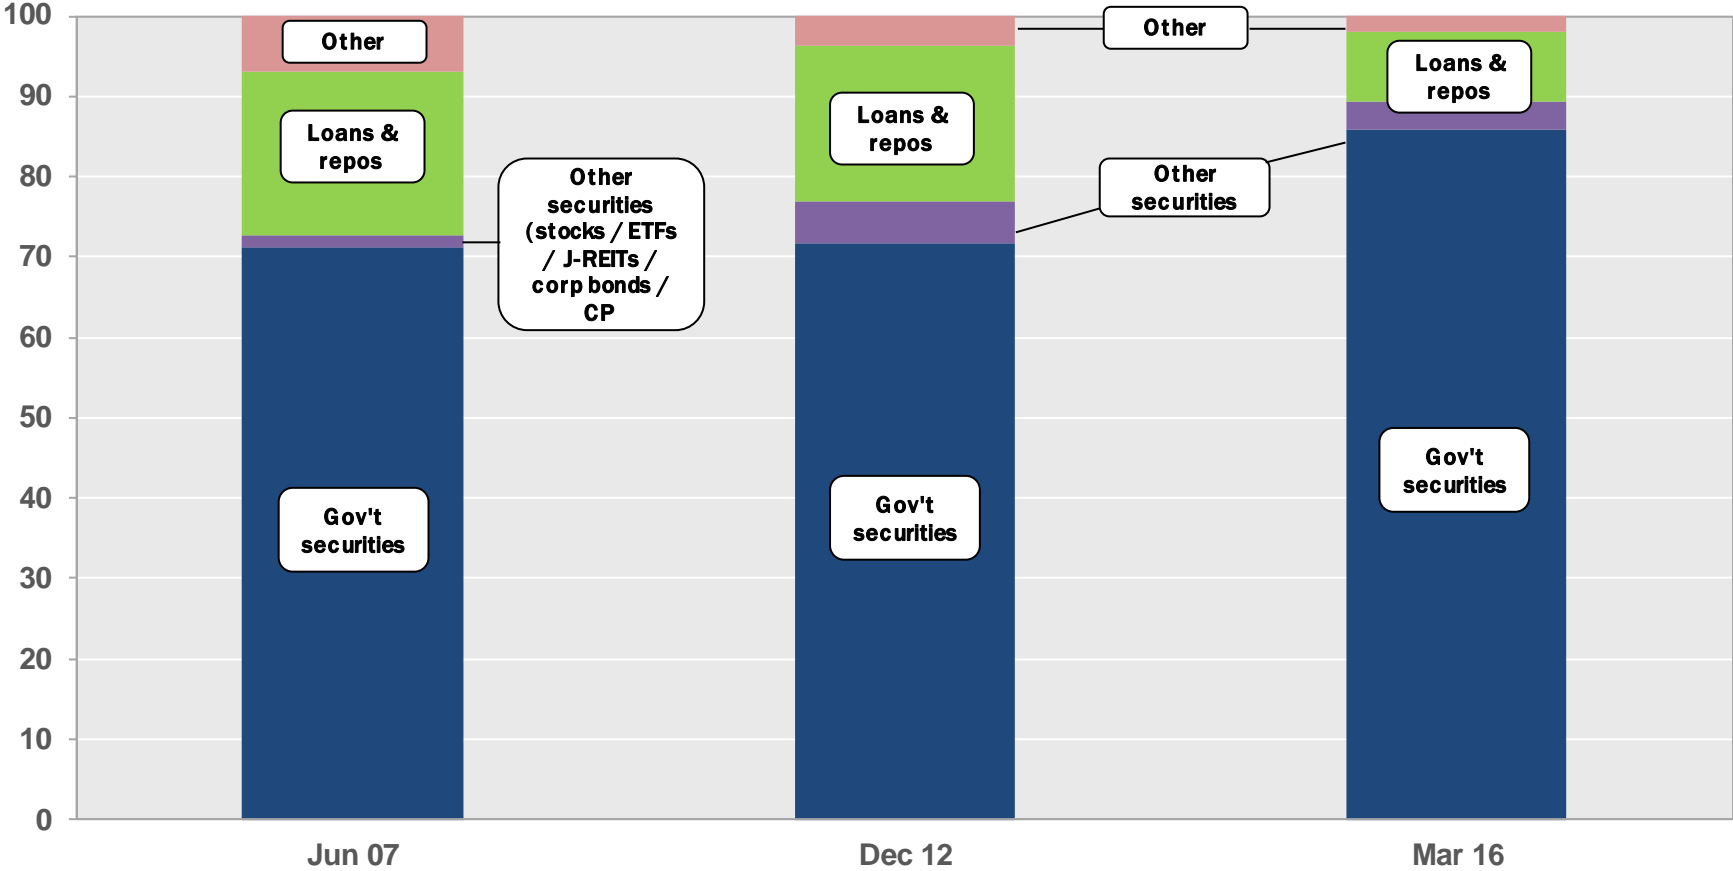 100
90
80
70
60
50
40
30
20
10
0
Other
Loans &
repos
Gov't
securities
Other
securities
(stocks / ETFs
/ J-REITs /
corp bonds /
CP
Loans &
repos
Gov't
securities
Other
Other
securities
Loans &
repos
Gov't
securities
Jun 07
Dec 12
Mar 16